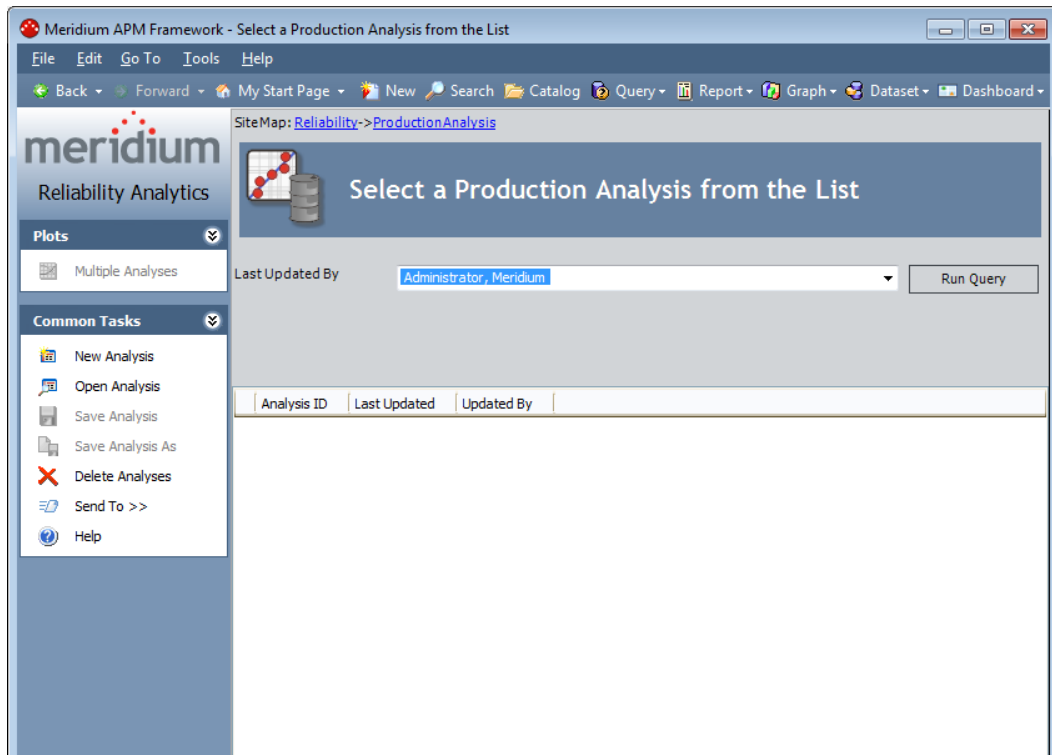 Meridium APM Framework - Select a Production Analysis from the List
File Edit Go To Tools Help
Back Forward My Start Page New Search Catalog Query Report Graph Dataset Dashboard
meridium
Reliability Analytics
SiteMap: Reliability->ProductionAnalysis
Select a Production Analysis from the List
Plots
Multiple Analyses
Last Updated By Administrator, Meridium Run Query
Common Tasks
New Analysis
Open Analysis
Save Analysis
Save Analysis As
Delete Analyses
Send To >>
Help
Analysis ID Last Updated Updated By